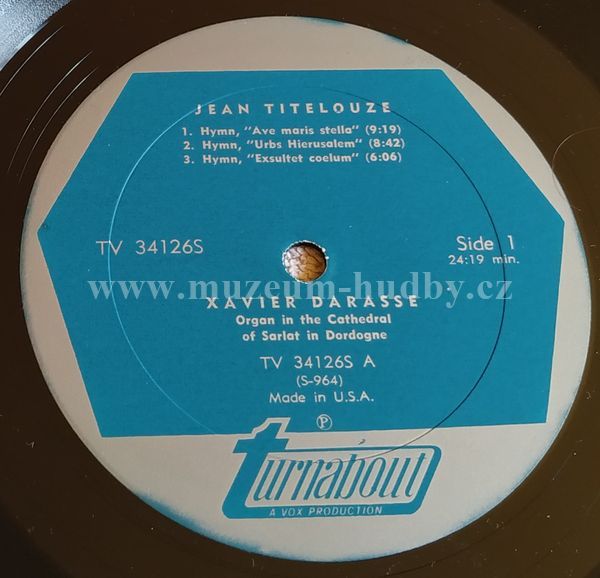 JEAN TITELOUZE
1. Hymn, "Ave maris stella" (9:19)
2. Hymn, "Urbs Hierusalem" (8:42)
3. Hymn, "Exsultet coelum" (6:06)
TV 34126S
Side 1
24:19 min.
www.muzeum-hudby.cz
XAVIER DARASSE
Organ in the Cathedral
of Sarlat in Dordogne
TV 34126S A
(S-964)
Made in U.S.A.
℗
turnabout
A VOX PRODUCTION